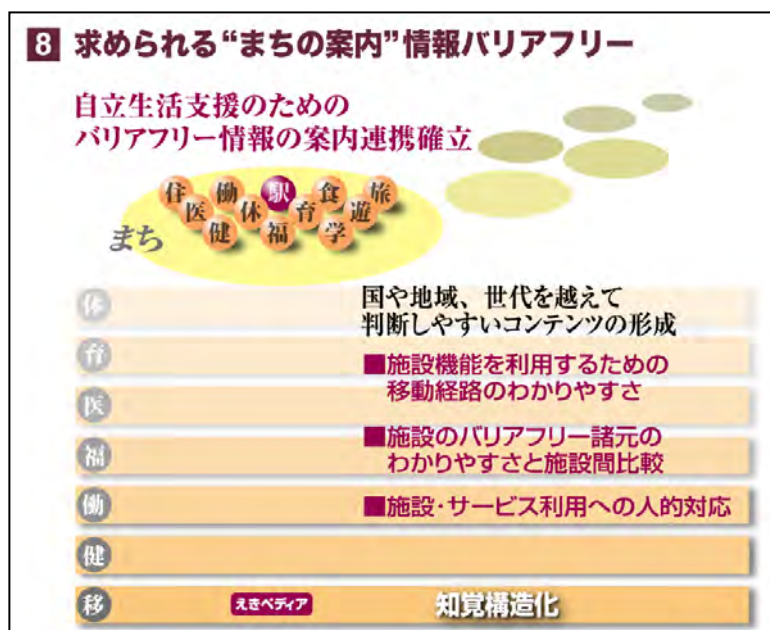 8 求められる“まちの案内”情報バリアフリー
自立生活支援のための
バリアフリー情報の案内連携確立
住 働 駅 食 旅
医 休 育 遊
健 福 学
まち
休
国や地域、世代を越えて
判断しやすいコンテンツの形成
育
■施設機能を利用するための
移動経路のわかりやすさ
医
福
■施設のバリアフリー諸元の
わかりやすさと施設間比較
働
■施設・サービス利用への人的対応
健
移 えきペディア 知覚構造化